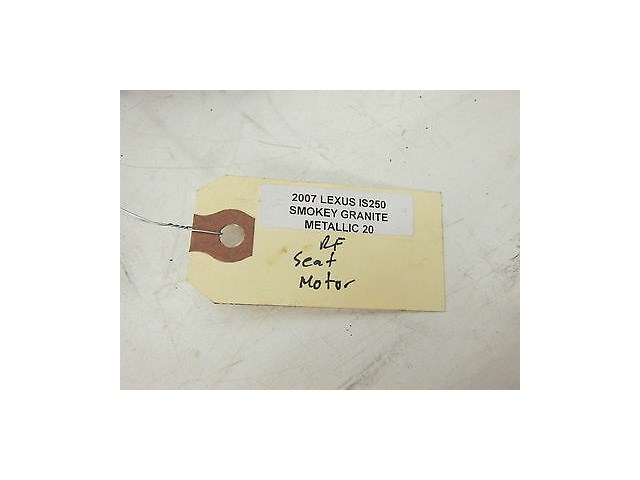 2007 LEXUS IS250
SMOKEY GRANITE
METALLIC 20
RF
Seat
Motor